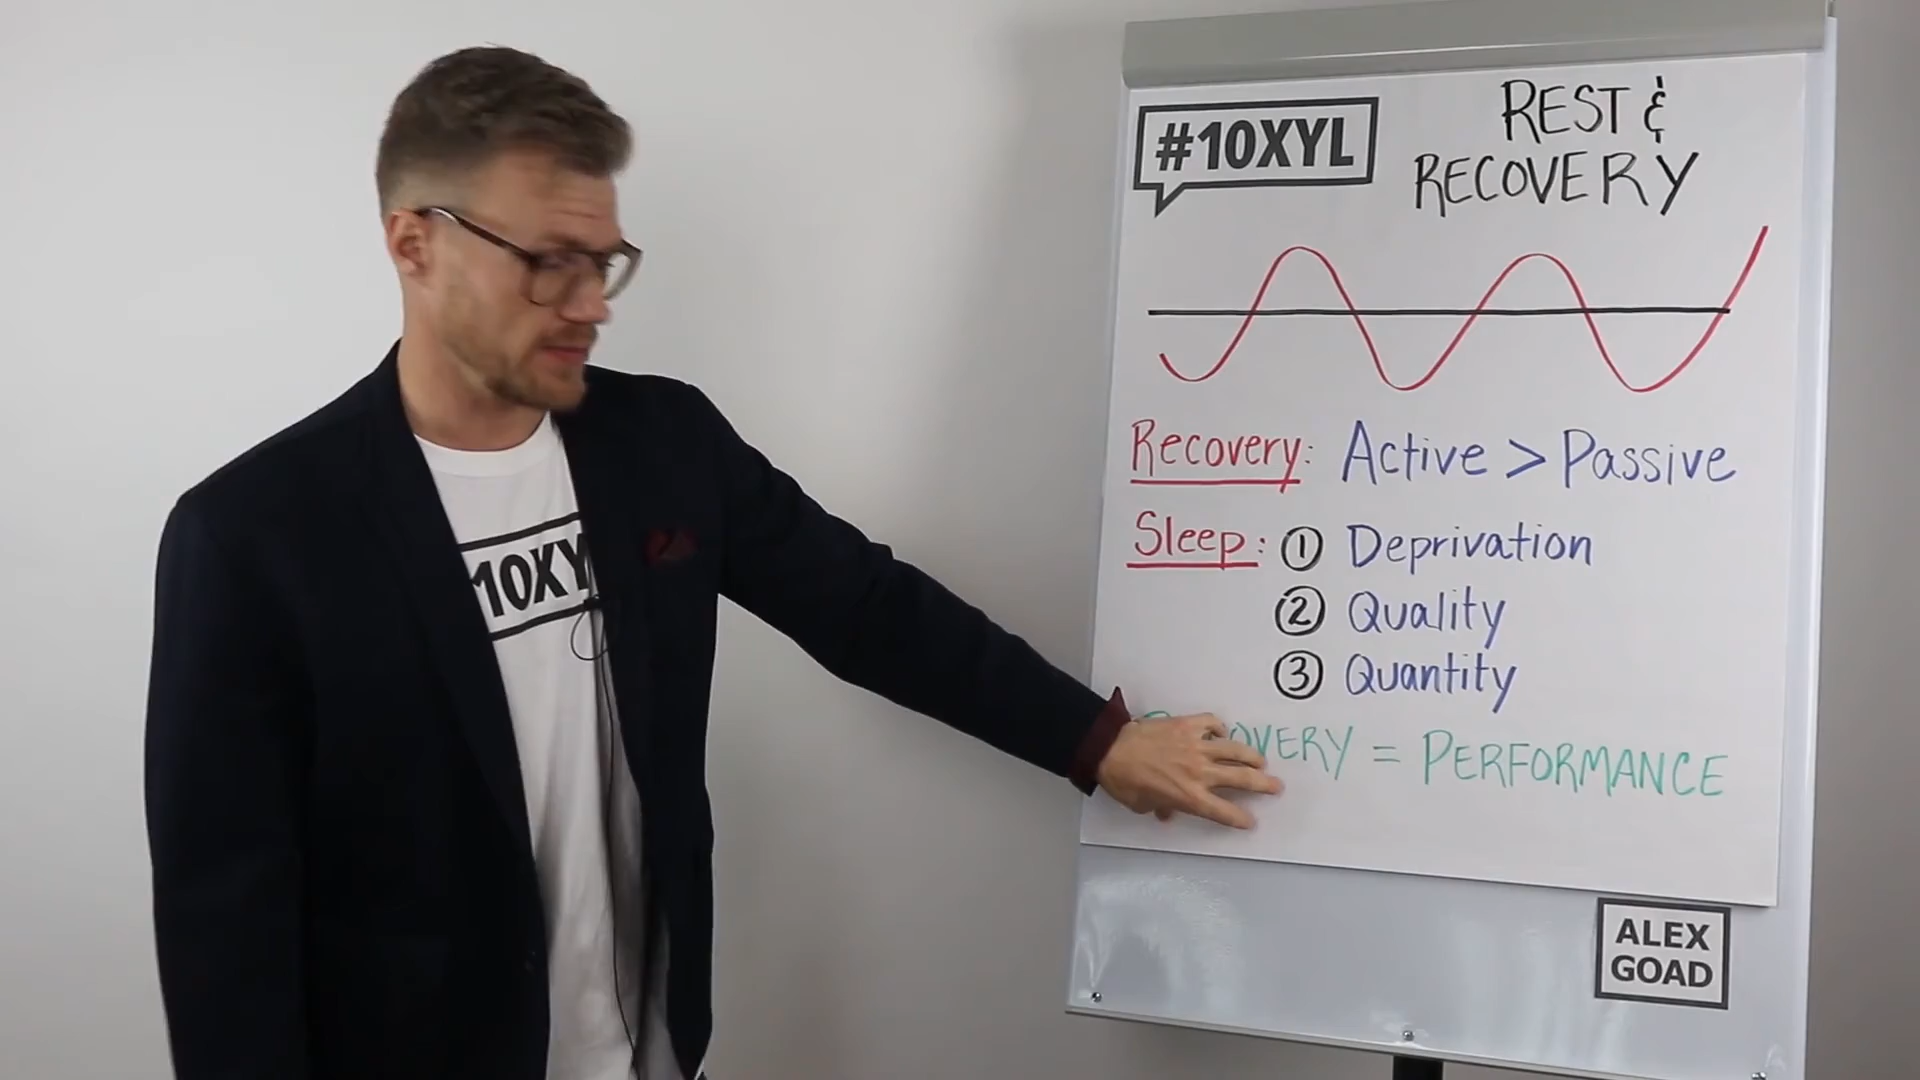 #10XYL
REST &
RECOVERY
Recovery: Active > Passive
Sleep: ① Deprivation
② Quality
③ Quantity
= PERFORMANCE
10XY
ALEX
GOAD